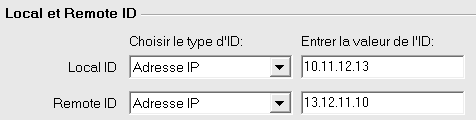 Local et Remote ID
Choisir le type d'ID: Entrer la valeur de l'ID:
Local ID Adresse IP 10.11.12.13
Remote ID Adresse IP 13.12.11.10